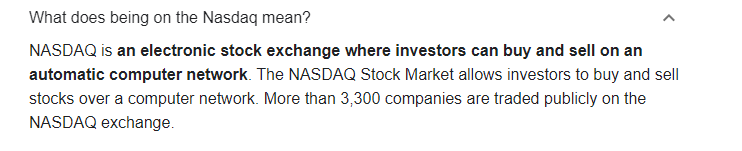 What does being on the Nasdaq mean?
NASDAQ is an electronic stock exchange where investors can buy and sell on an
automatic computer network. The NASDAQ Stock Market allows investors to buy and sell
stocks over a computer network. More than 3,300 companies are traded publicly on the
NASDAQ exchange.